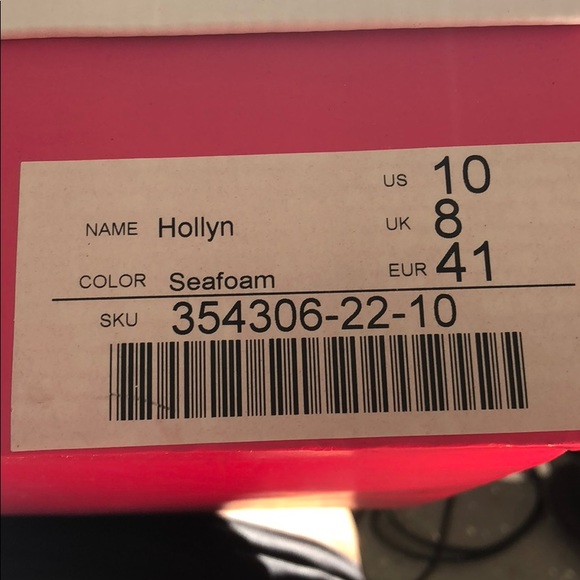 US 10
NAME Hollyn UK 8
COLOR Seafoam EUR 41
SKU 354306-22-10